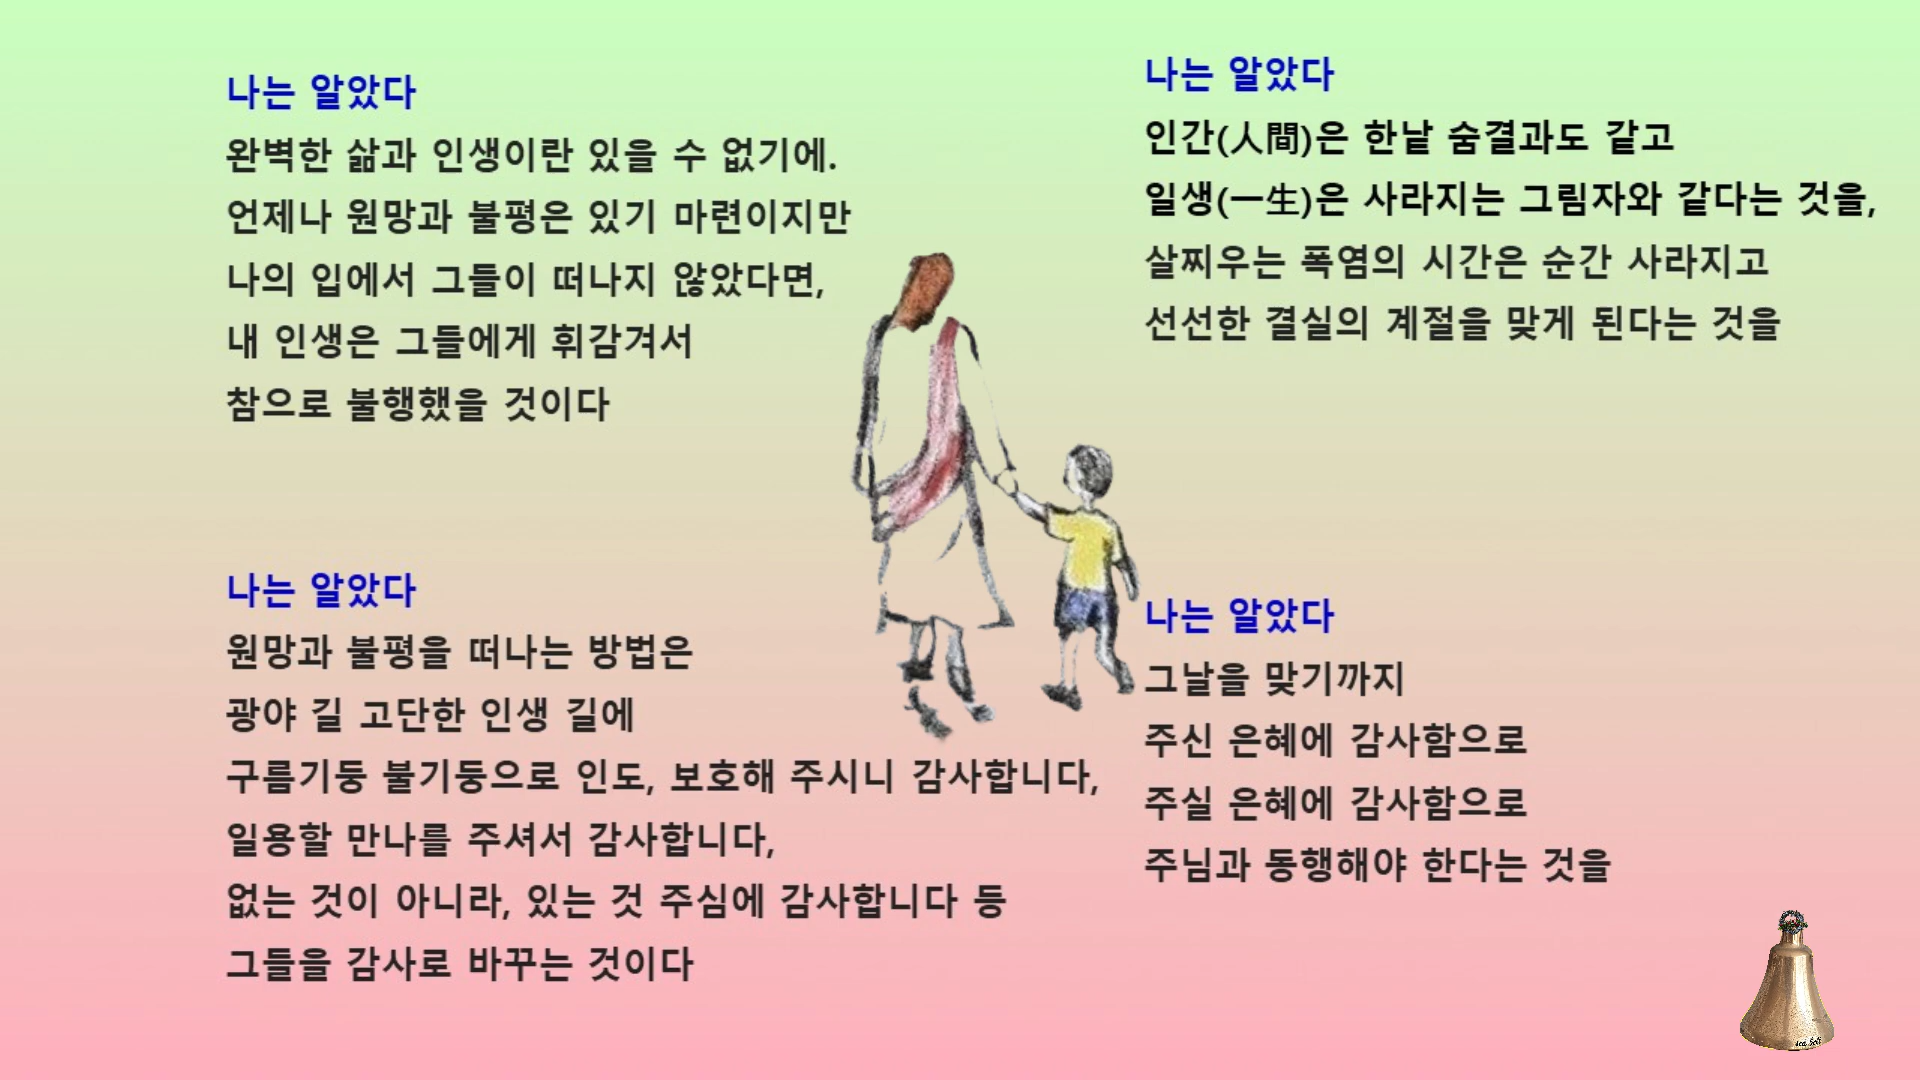 나는 알았다
완벽한 삶과 인생이란 있을 수 없기에.
언제나 원망과 불평은 있기 마련이지만
나의 입에서 그들이 떠나지 않았다면,
내 인생은 그들에게 휘감겨서
참으로 불행했을 것이다
나는 알았다
원망과 불평을 떠나는 방법은
광야 길 고단한 인생 길에
구름기둥 불기둥으로 인도, 보호해 주시니 감사합니다,
일용할 만나를 주셔서 감사합니다,
없는 것이 아니라, 있는 것 주심에 감사합니다 등
그들을 감사로 바꾸는 것이다
나는 알았다
인간(人間)은 한낱 숨결과도 같고
일생(一生)은 사라지는 그림자와 같다는 것을,
살찌우는 폭염의 시간은 순간 사라지고
선선한 결실의 계절을 맞게 된다는 것을
나는 알았다
그날을 맞기까지
주신 은혜에 감사함으로
주실 은혜에 감사함으로
주님과 동행해야 한다는 것을